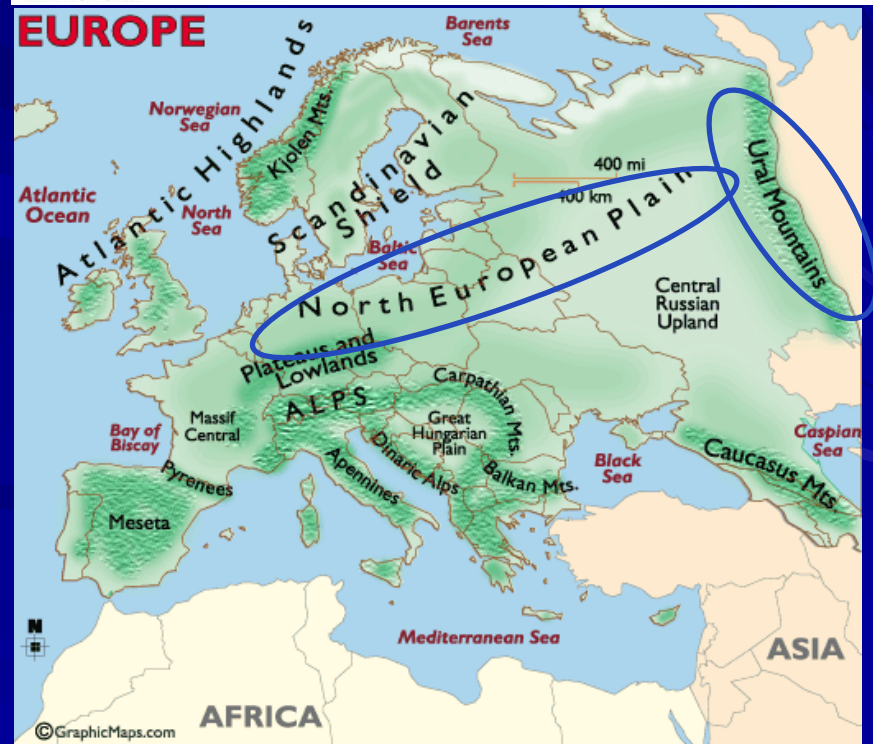 EUROPE
Barents
Sea
Norwegian
Sea
Atlantic Highlands
Kjolen Mts.
Scandinavian
Shield
400 mi
400 km
Ural Mountains
Atlantic
Ocean
North
Sea
Baltic
Sea
North European Plain
Central
Russian
Upland
Plateaus and
Lowlands
Carpathian Mts.
ALPS
Massif
Central
Great
Hungarian
Plain
Bay of
Biscay
Pyrenees
Dinaric Alps
Apennines
Balkan Mts.
Black
Sea
Caucasus Mts.
Caspian
Sea
Meseta
N
Mediterranean Sea
ASIA
AFRICA
©GraphicMaps.com